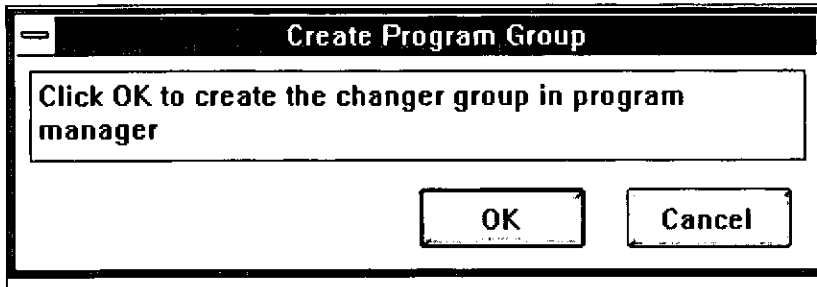 Create Program Group
Click OK to create the changer group in program
manager
OK
Cancel